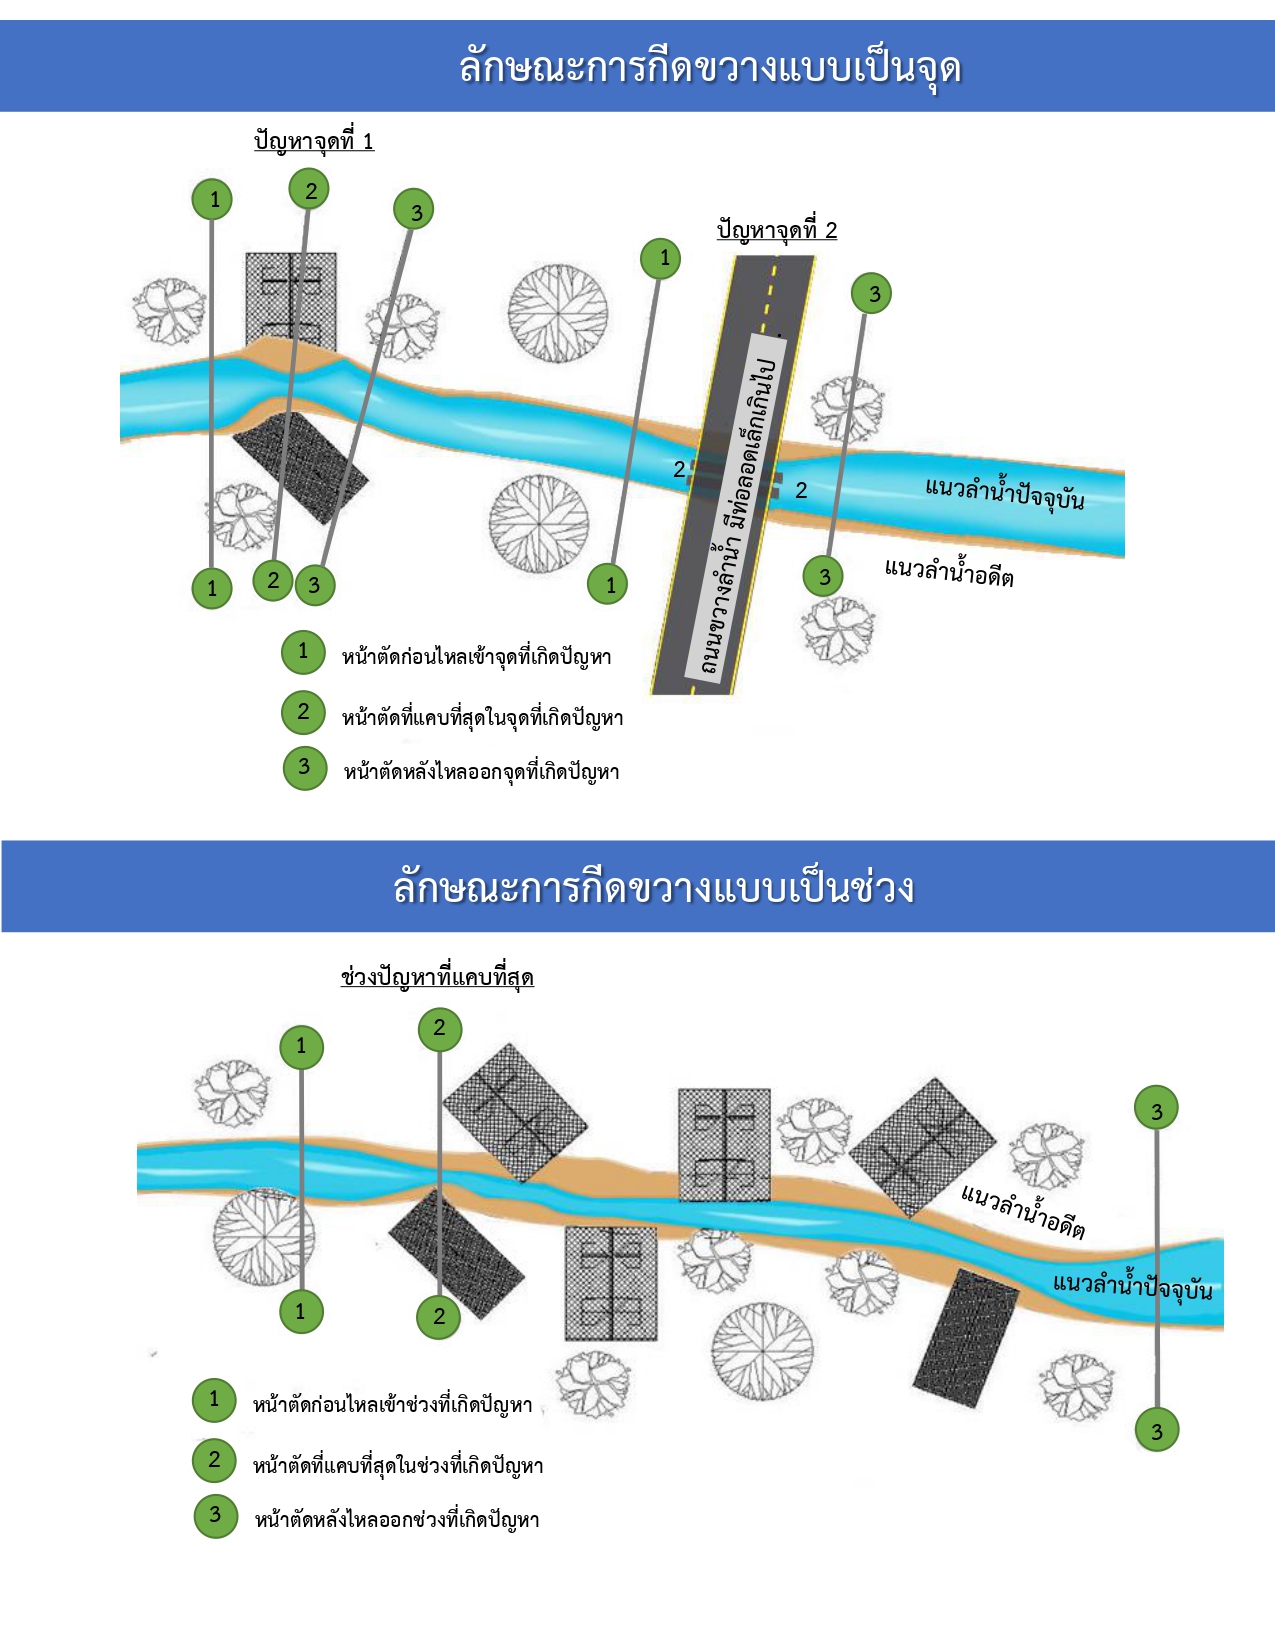 ลักษณะการกีดขวางแบบเป็นจุด
ปัญหาจุดที่ 1
1
2
3
ปัญหาจุดที่ 2
1
3
ถนนขวางลำน้ำ มีท่อลอดเล็กเกินไป
2
2
แนวลำน้ำปัจจุบัน
แนวลำน้ำอดีต
1
2
3
1
3
1 หน้าตัดก่อนไหลเข้าจุดที่เกิดปัญหา
2 หน้าตัดที่แคบที่สุดในจุดที่เกิดปัญหา
3 หน้าตัดหลังไหลออกจุดที่เกิดปัญหา
ลักษณะการกีดขวางแบบเป็นช่วง
ช่วงปัญหาที่แคบที่สุด
1
2
3
แนวลำน้ำอดีต
แนวลำน้ำปัจจุบัน
1
2
3
1 หน้าตัดก่อนไหลเข้าช่วงที่เกิดปัญหา
2 หน้าตัดที่แคบที่สุดในช่วงที่เกิดปัญหา
3 หน้าตัดหลังไหลออกช่วงที่เกิดปัญหา